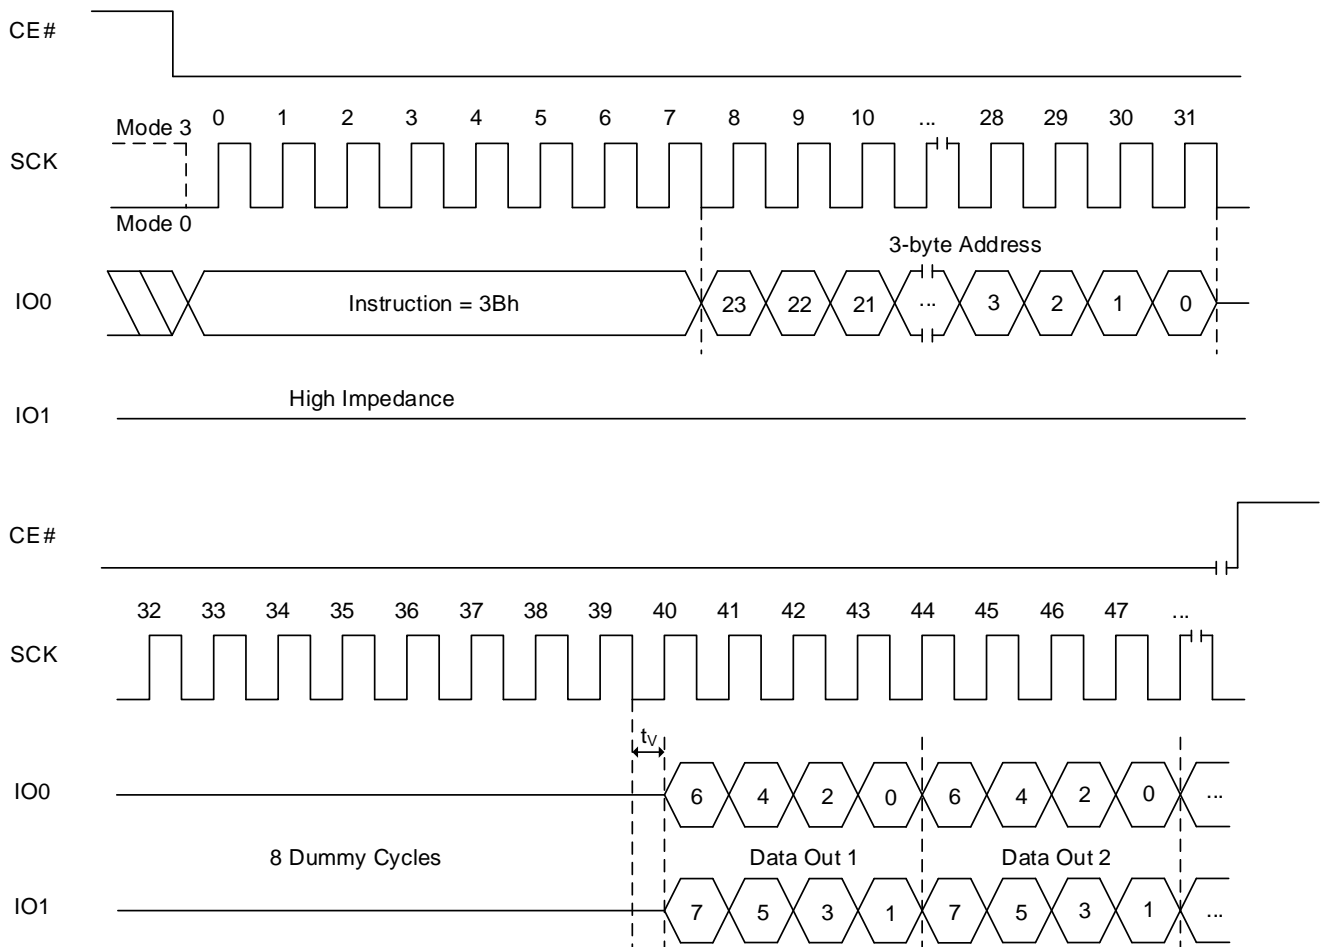 CE#
Mode 3 0 1 2 3 4 5 6 7 8 9 10 ... 28 29 30 31
SCK
Mode 0
3-byte Address
IO0 Instruction = 3Bh 23 22 21 ... 3 2 1 0
High Impedance
IO1
CE#
32 33 34 35 36 37 38 39 40 41 42 43 44 45 46 47 ...
SCK
tV
IO0 6 4 2 0 6 4 2 0 ...
8 Dummy Cycles Data Out 1 Data Out 2
IO1 7 5 3 1 7 5 3 1 ...